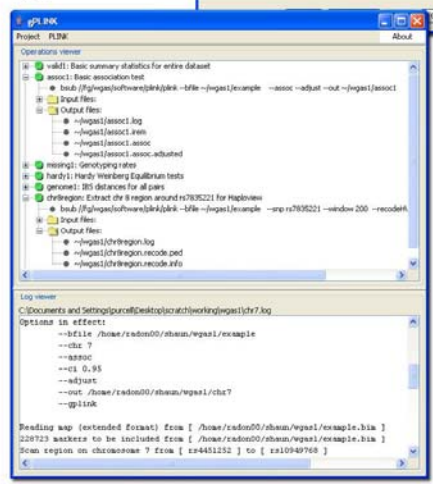 gPLINK
Project PLINK About
Operations viewer
valid1: Basic summary statistics for entire dataset
assoc1: Basic association test
bsub //fg/wgas/software/plink/plink --bfile ~/wgas1/example --assoc --adjust --out ~/wgas1/assoc1
Input files:
Output files:
~/wgas1/assoc1.log
~/wgas1/assoc1.irem
~/wgas1/assoc1.assoc
~/wgas1/assoc1.assoc.adjusted
missing1: Genotyping rates
hardy1: Hardy Weinberg Equilibrium tests
genome1: IBS distances for all pairs
chr8region: Extract chr 8 region around rs7835221 for Haploview
bsub //fg/wgas/software/plink/plink --bfile ~/wgas1/example --snp rs7835221 --window 200 --recodeH
Input files:
Output files:
~/wgas1/chr8region.log
~/wgas1/chr8region.recode.ped
~/wgas1/chr8region.recode.info
Log viewer
C:\Documents and Settings\purcell\Desktop\scratch\working\wgas1\chr7.log
Options in effect:
--bfile /home/radon00/shaun/wgas1/example
--chr 7
--assoc
--ci 0.95
--adjust
--out /home/radon00/shaun/wgas1/chr7
--gplink
Reading map (extended format) from [ /home/radon00/shaun/wgas1/example.bim ]
228723 markers to be included from [ /home/radon00/shaun/wgas1/example.bim ]
Scan region on chromosome 7 from [ rs4451252 ] to [ rs10949768 ]